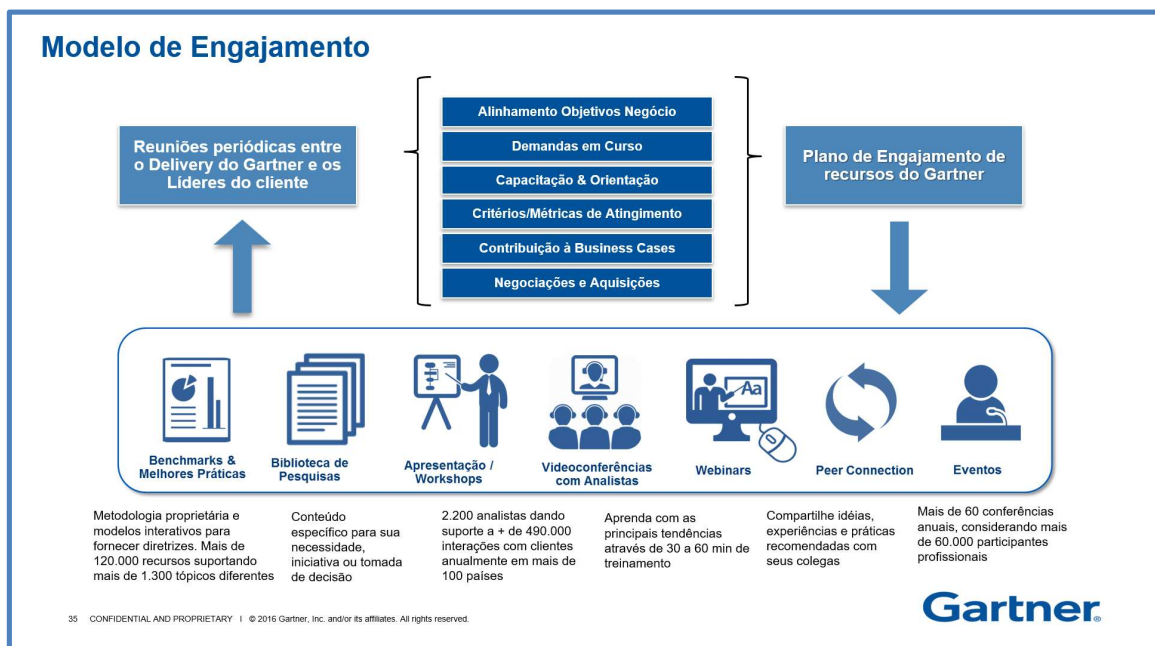 Modelo de Engajamento
Reuniões periódicas entre
o Delivery do Gartner e os
Líderes do cliente
Alinhamento Objetivos Negócio
Demandas em Curso
Capacitação & Orientação
Critérios/Métricas de Atingimento
Contribuição à Business Cases
Negociações e Aquisições
Plano de Engajamento de
recursos do Gartner
Benchmarks &
Melhores Práticas
Biblioteca de
Pesquisas
Apresentação /
Workshops
Videoconferências
com Analistas
Aa
Webinars
Peer Connection
Eventos
Metodologia proprietária e
modelos interativos para
fornecer diretrizes. Mais de
120.000 recursos suportando
mais de 1.300 tópicos diferentes
Conteúdo
específico para sua
necessidade,
iniciativa ou tomada
de decisão
2.200 analistas dando
suporte a + de 490.000
interações com clientes
anualmente em mais de
100 países
Aprenda com as
principais tendências
através de 30 a 60 min de
treinamento
Compartilhe idéias,
experiências e práticas
recomendadas com
seus colegas
Mais de 60 conferências
anuais, considerando mais
de 60.000 participantes
profissionais
35 CONFIDENTIAL AND PROPRIETARY I © 2016 Gartner, Inc. and/or its affiliates. All rights reserved.
Gartner®